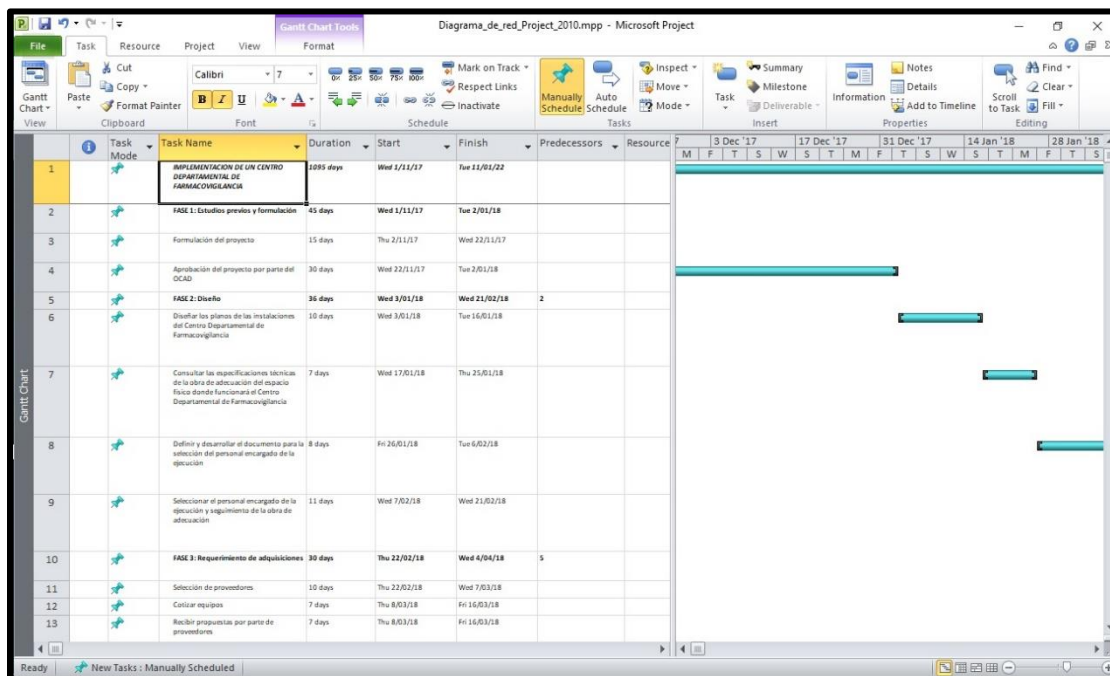 Diagrama_de_red_Project_2010.mpp - Microsoft Project
Gantt Chart Tools
File Task Resource Project View Format
Gantt Chart
View
Paste
Cut
Copy
Format Painter
Clipboard
Calibri 7
B I U A
Font
0× 25× 50× 75× 100×
Mark on Track
Respect Links
Inactivate
Schedule
Manually Schedule
Auto Schedule
Inspect
Move
Mode
Tasks
Task
Summary
Milestone
Deliverable
Insert
Information
Notes
Details
Add to Timeline
Properties
Scroll to Task
Find
Clear
Fill
Editing
Task Mode Task Name Duration Start Finish Predecessors Resource
3 Dec '17 17 Dec '17 31 Dec '17 14 Jan '18 28 Jan '18
M F T S W S T M F T S W S T M F T S
1 IMPLEMENTACION DE UN CENTRO 1095 days Wed 1/11/17 Tue 11/01/22
DEPARTAMENTAL DE
FARMACOVIGILANCIA
2 FASE 1: Estudios previos y formulación 45 days Wed 1/11/17 Tue 2/01/18
3 Formulación del proyecto 15 days Thu 2/11/17 Wed 22/11/17
4 Aprobación del proyecto por parte del 30 days Wed 22/11/17 Tue 2/01/18
OCAD
5 FASE 2: Diseño 36 days Wed 3/01/18 Wed 21/02/18 2
6 Diseñar los planos de las instalaciones 10 days Wed 3/01/18 Tue 16/01/18
del Centro Departamental de
Farmacovigilancia
7 Consultar las especificaciones técnicas 7 days Wed 17/01/18 Thu 25/01/18
de la obra de adecuación del espacio
físico donde funcionará el Centro
Departamental de Farmacovigilancia
8 Definir y desarrollar el documento para la 8 days Fri 26/01/18 Tue 6/02/18
selección del personal encargado de la
ejecución
9 Seleccionar el personal encargado de la 11 days Wed 7/02/18 Wed 21/02/18
ejecución y seguimiento de la obra de
adecuación
10 FASE 3: Requerimiento de adquisiciones 30 days Thu 22/02/18 Wed 4/04/18 5
11 Selección de proveedores 10 days Thu 22/02/18 Wed 7/03/18
12 Cotizar equipos 7 days Thu 8/03/18 Fri 16/03/18
13 Recibir propuestas por parte de 7 days Thu 8/03/18 Fri 16/03/18
proveedores
Gantt Chart
Ready New Tasks : Manually Scheduled